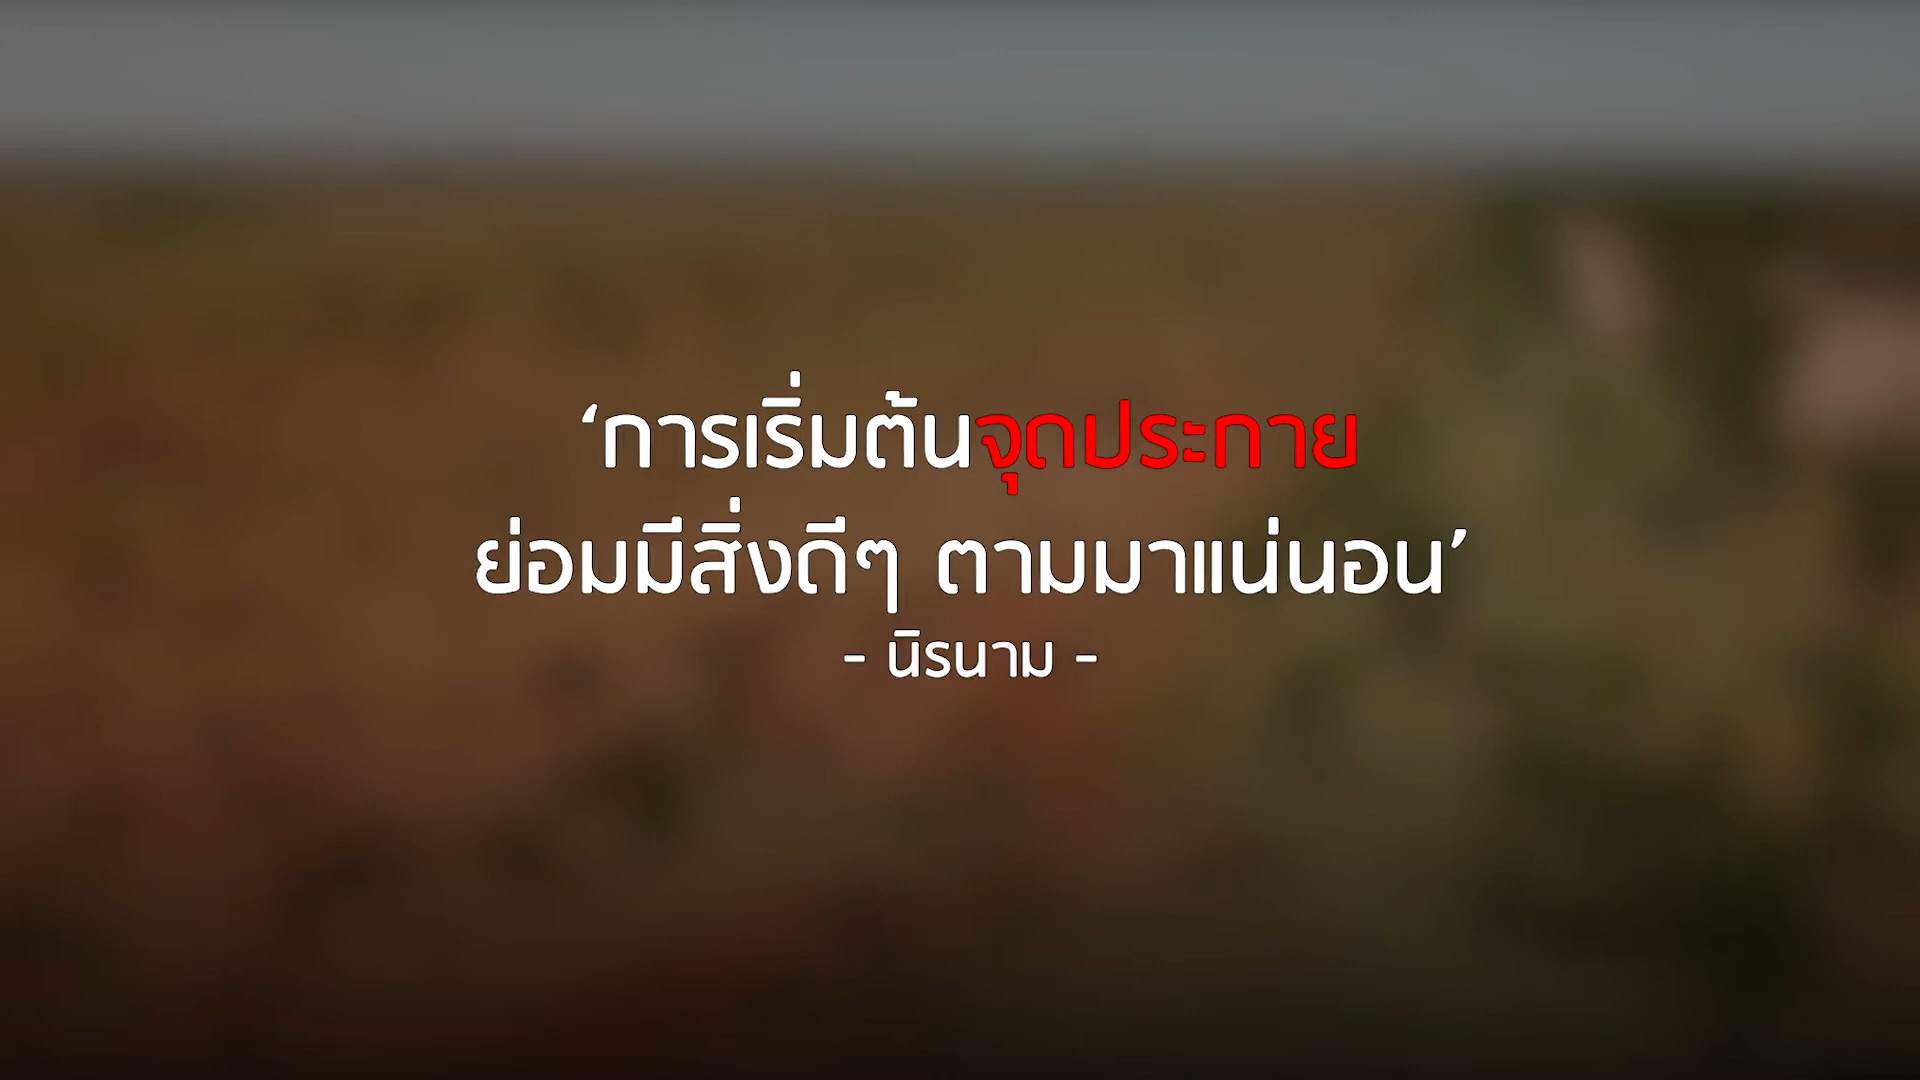 ‘การเริ่มต้นจุดประกาย
ย่อมมีสิ่งดีๆ ตามมาแน่นอน’
- นิรนาม -